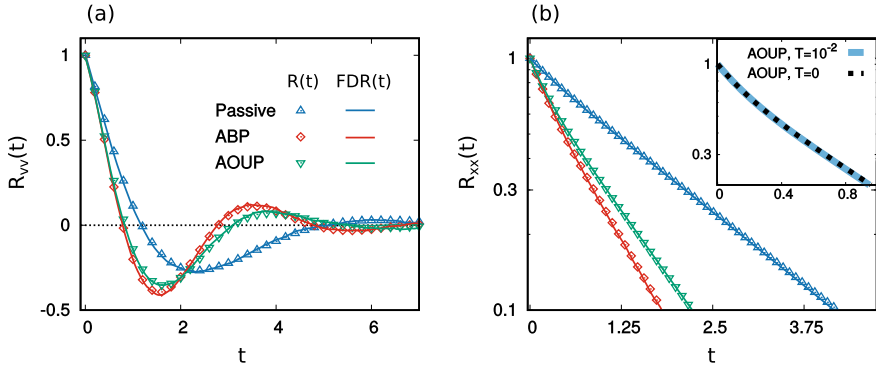 (a)
R(t) FDR(t)
Passive
ABP
AOUP
R_vv(t)
1
0.5
0
-0.5
0 2 4 6
t
(b)
R_xx(t)
1
0.3
0.1
0 1.25 2.5 3.75
t
AOUP, T=10^-2
AOUP, T=0
1
0.3
0 0.4 0.8